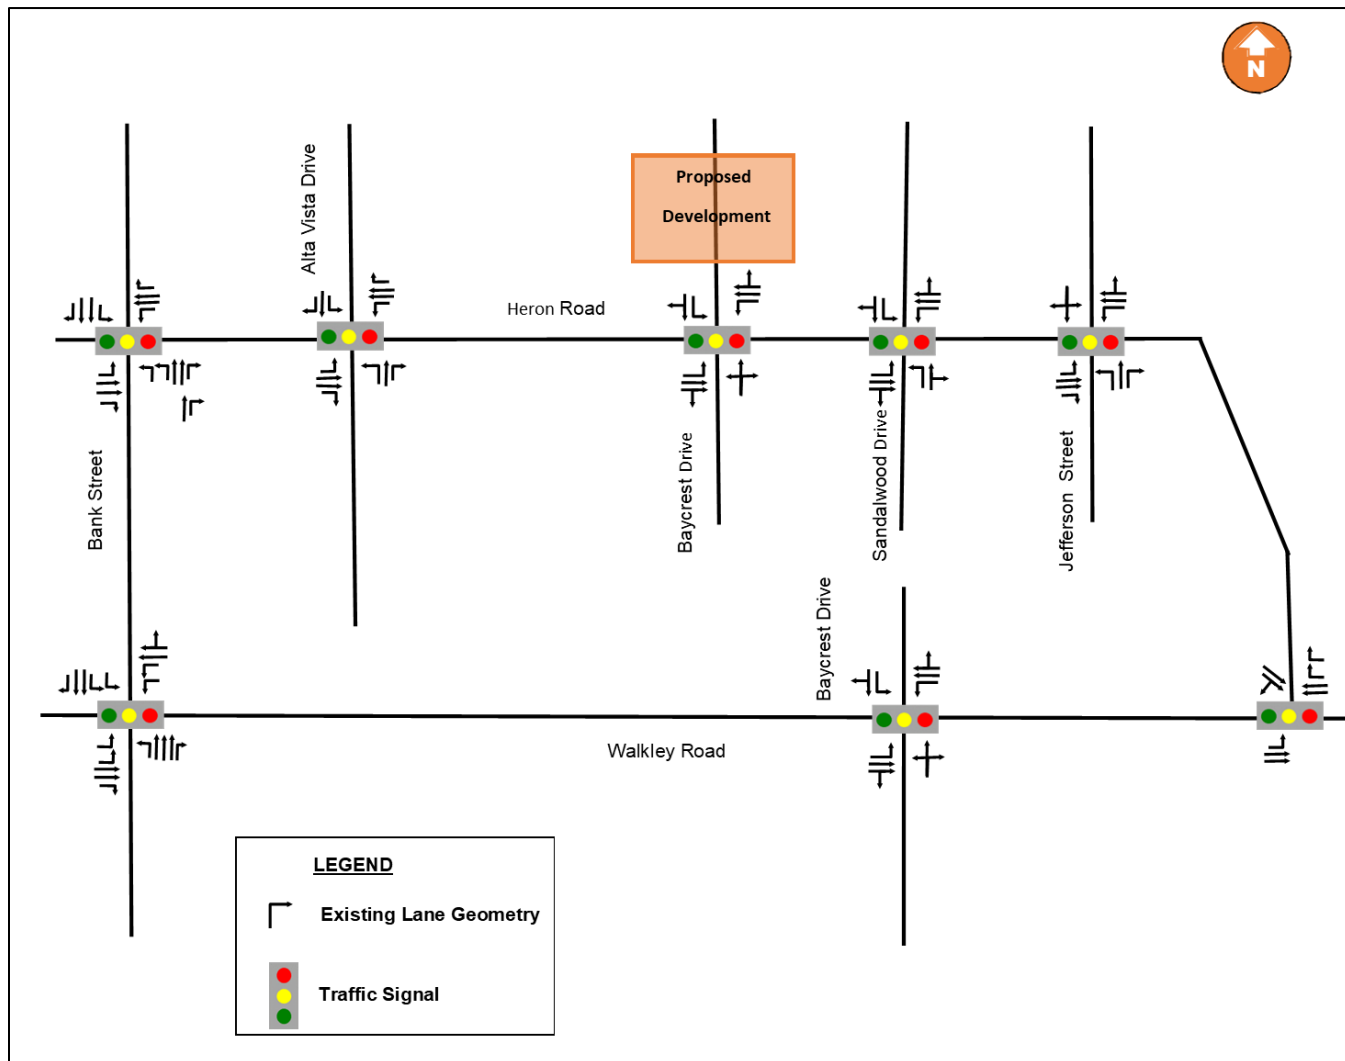 N
Alta Vista Drive
Proposed
Development
Heron Road
Bank Street
Baycrest Drive
Sandalwood Drive
Jefferson Street
Baycrest Drive
Walkley Road
LEGEND
Existing Lane Geometry
Traffic Signal